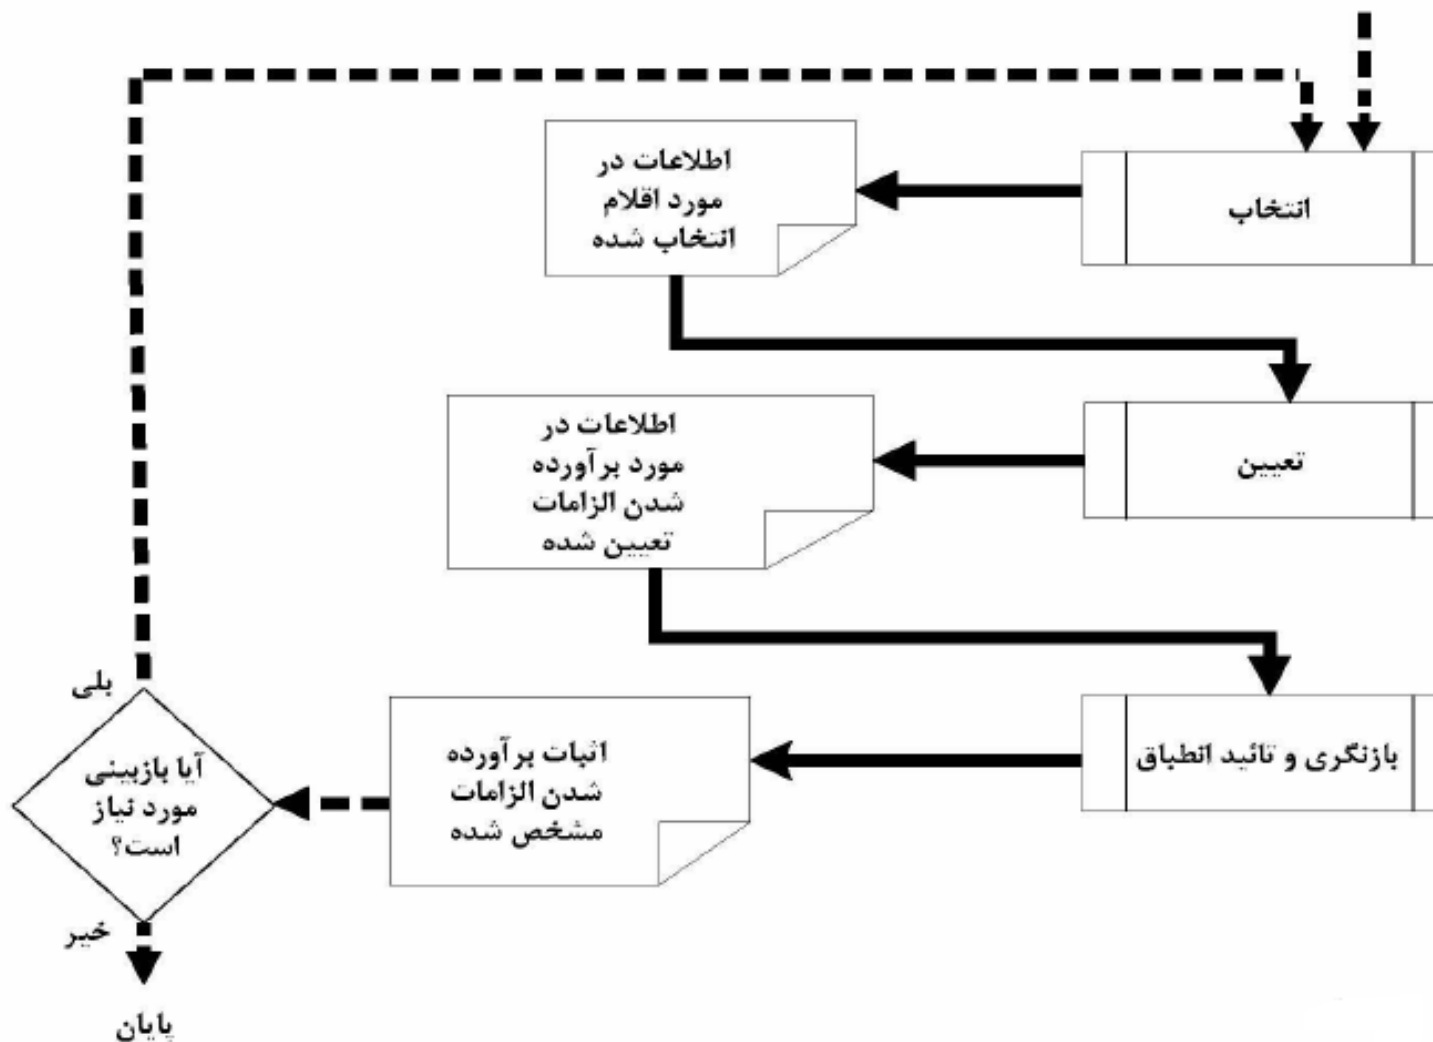 انتخاب
اطلاعات در
مورد اقلام
انتخاب شده
تعیین
اطلاعات در
مورد برآورده
شدن الزامات
تعیین شده
بازنگری و تائید انطباق
اثبات برآورده
شدن الزامات
مشخص شده
بلی
آیا بازبینی
مورد نیاز
است؟
خیر
پایان